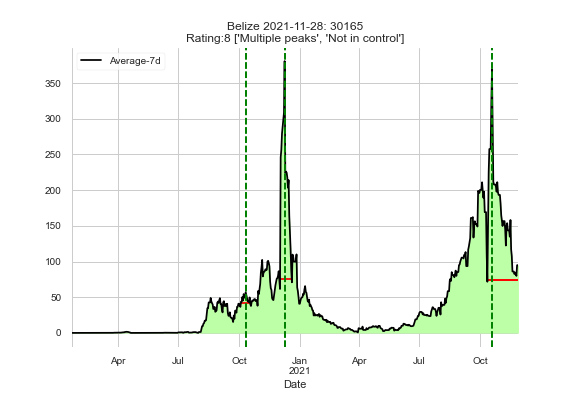 Belize 2021-11-28: 30165
Rating:8 ['Multiple peaks', 'Not in control']
Average-7d
350
300
250
200
150
100
50
0
Apr Jul Oct Jan Apr Jul Oct
2021
Date